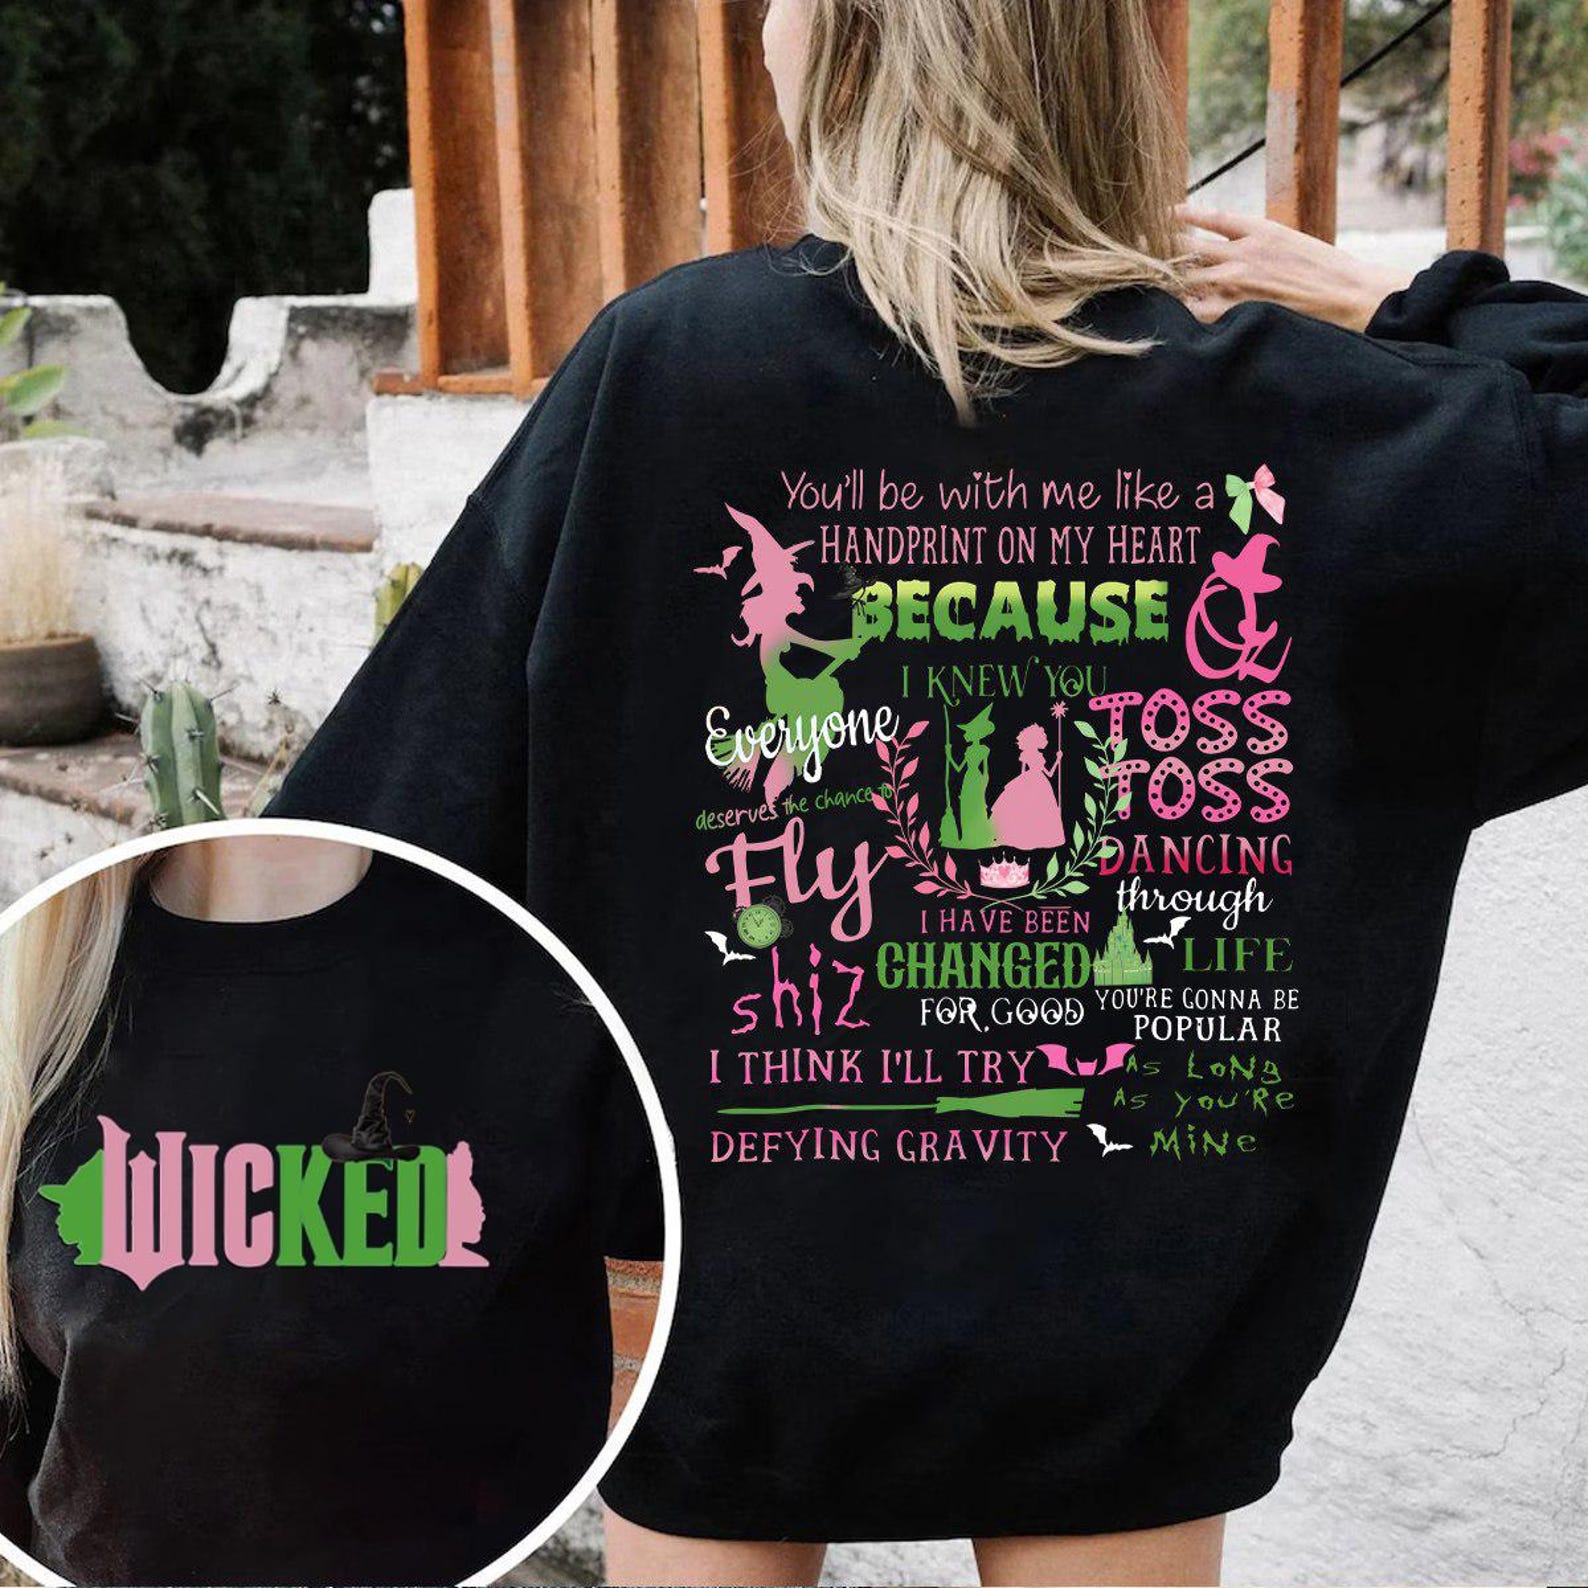 You'll be with me like a
HANDPRINT ON MY HEART
BECAUSE
I KNEW YOU
Oz
Everyone
deserves the chance to
Fly
TOSS
TOSS
DANCING
through
LIFE
I HAVE BEEN
CHANGED
FOR GOOD
shiz
YOU'RE GONNA BE
POPULAR
I THINK I'LL TRY
DEFYING GRAVITY
As LoNg
As you'Re
MiNe
WICKED